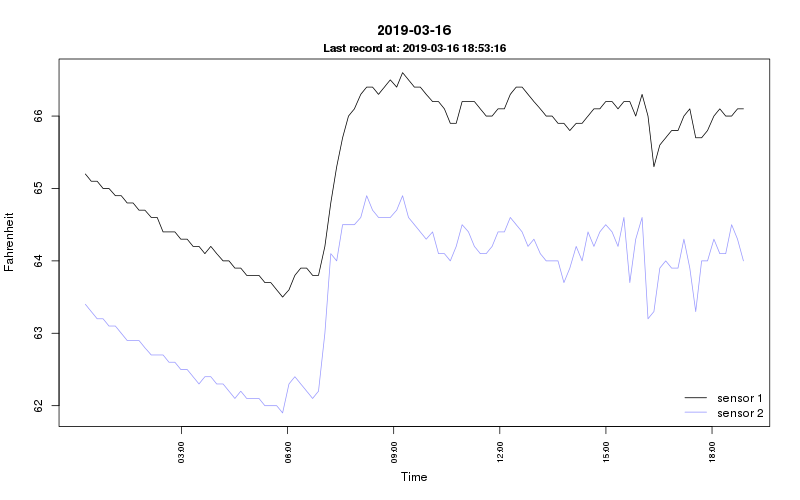 2019-03-16
Last record at: 2019-03-16 18:53:16
Fahrenheit
66
65
64
63
62
03:00
06:00
09:00
12:00
15:00
18:00
Time
sensor 1
sensor 2